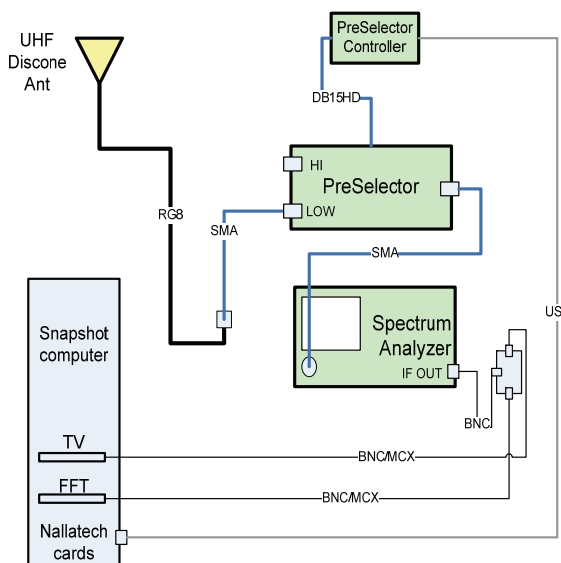 UHF
Discone
Ant
PreSelector
Controller
DB15HD
HI
PreSelector
LOW
RG8
SMA
SMA
US
Snapshot
computer
Spectrum
Analyzer
IF OUT
BNC
TV
BNC/MCX
FFT
BNC/MCX
Nallatech
cards